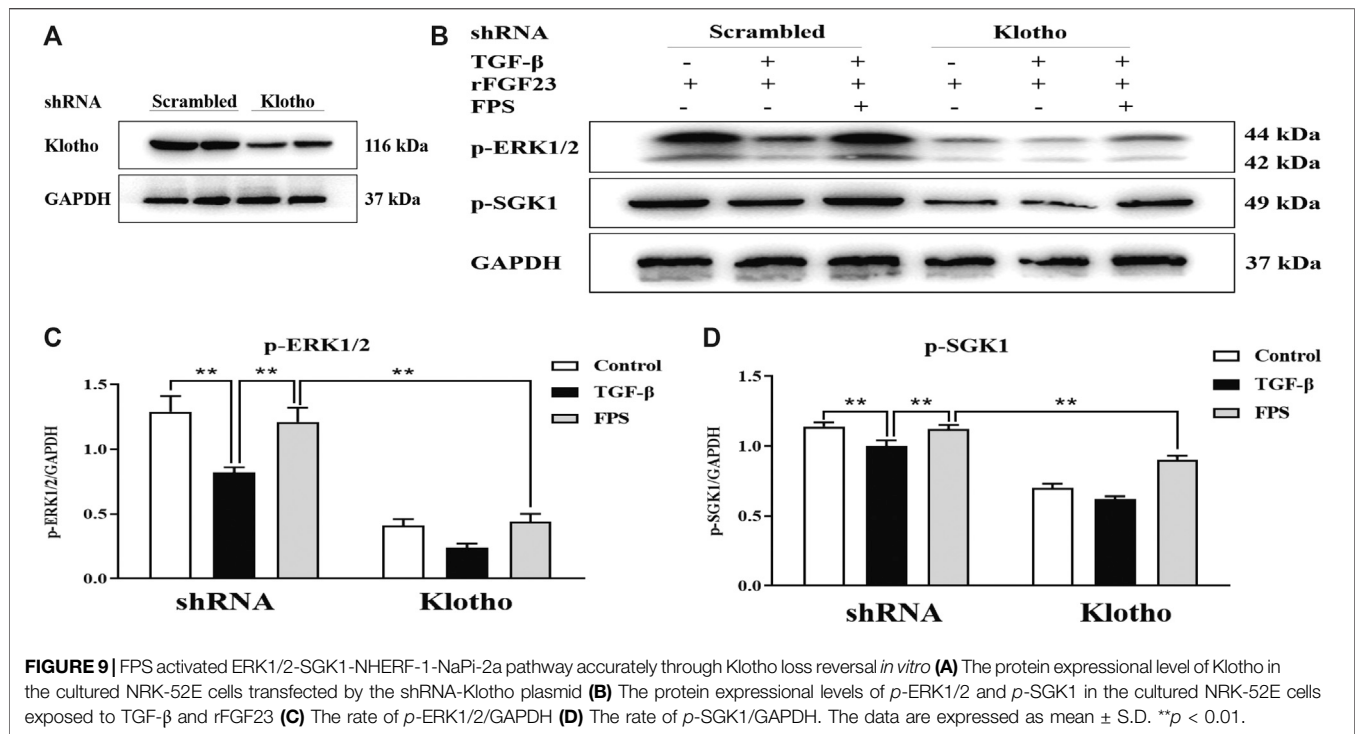 A
shRNA Scrambled Klotho
Klotho 116 kDa
GAPDH 37 kDa
B
shRNA Scrambled Klotho
TGF-β - + + - + +
rFGF23 + + + + + +
FPS - - + - - +
p-ERK1/2 44 kDa
42 kDa
p-SGK1 49 kDa
GAPDH 37 kDa
C
p-ERK1/2
Control
TGF-β
FPS
** ** **
p-ERK1/2/GAPDH
1.5
1.0
0.5
0.0
shRNA Klotho
D
p-SGK1
Control
TGF-β
FPS
** ** **
p-SGK1/GAPDH
1.5
1.0
0.5
0.0
shRNA Klotho
FIGURE 9 | FPS activated ERK1/2-SGK1-NHERF-1-NaPi-2a pathway accurately through Klotho loss reversal in vitro (A) The protein expressional level of Klotho in
the cultured NRK-52E cells transfected by the shRNA-Klotho plasmid (B) The protein expressional levels of p-ERK1/2 and p-SGK1 in the cultured NRK-52E cells
exposed to TGF-β and rFGF23 (C) The rate of p-ERK1/2/GAPDH (D) The rate of p-SGK1/GAPDH. The data are expressed as mean ± S.D. **p < 0.01.